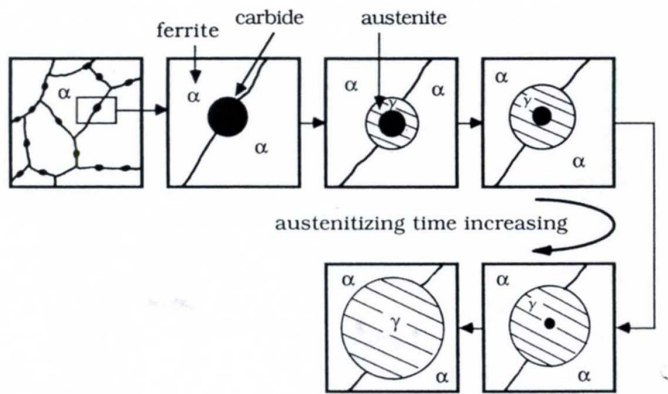 ferrite
carbide
austenite
α
α
α
α
γ
α
α
γ
α
austenitizing time increasing
α
γ
α
α
γ
α